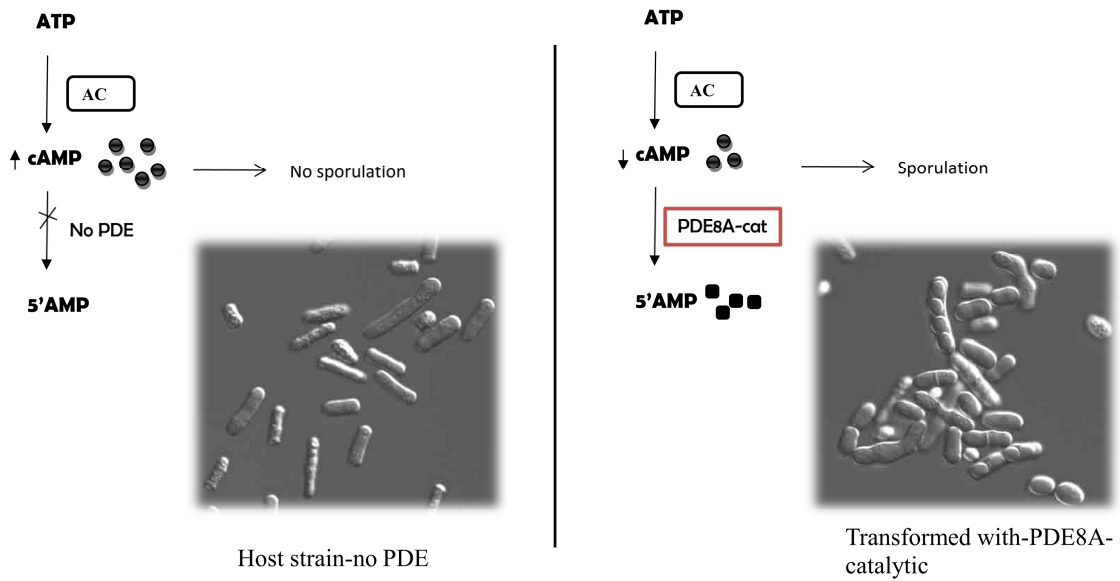 ATP
AC
cAMP
No sporulation
No PDE
5'AMP
Host strain-no PDE
ATP
AC
cAMP
Sporulation
PDE8A-cat
5'AMP
Transformed with-PDE8A-
catalytic